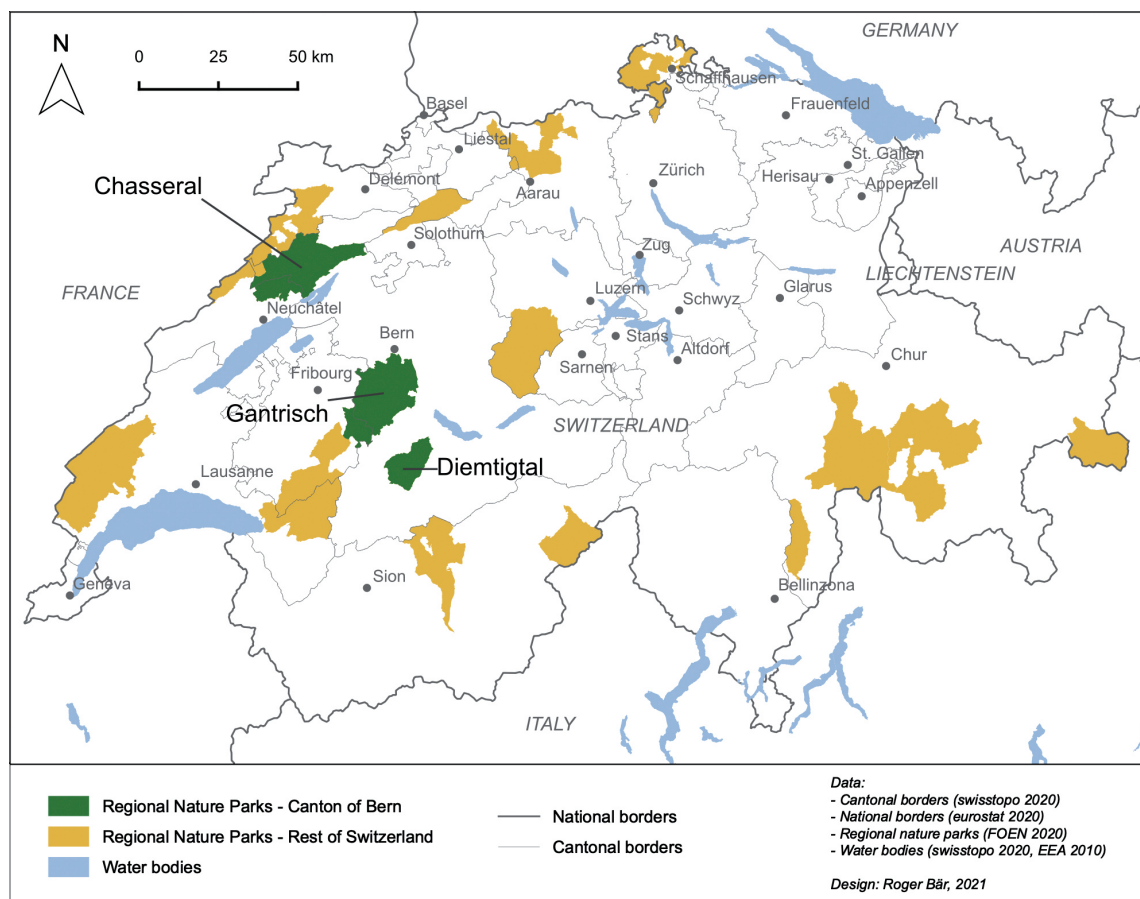 GERMANY
N
0 25 50 km
Schaffhausen
Basel
Frauenfeld
Liestal
St. Gallen
Herisau
Zürich
Delémont
Chasseral
Aarau
Appenzell
Solothurn
Zug
AUSTRIA
LIECHTENSTEIN
FRANCE
Luzern
Glarus
Schwyz
Neuchâtel
Bern
Stans
Altdorf
Sarnen
Chur
Fribourg
Gantrisch
SWITZERLAND
Diemtigtal
Lausanne
Sion
Geneva
Bellinzona
ITALY
Regional Nature Parks - Canton of Bern
Regional Nature Parks - Rest of Switzerland
Water bodies
National borders
Cantonal borders
Data:
- Cantonal borders (swisstopo 2020)
- National borders (eurostat 2020)
- Regional nature parks (FOEN 2020)
- Water bodies (swisstopo 2020, EEA 2010)
Design: Roger Bär, 2021